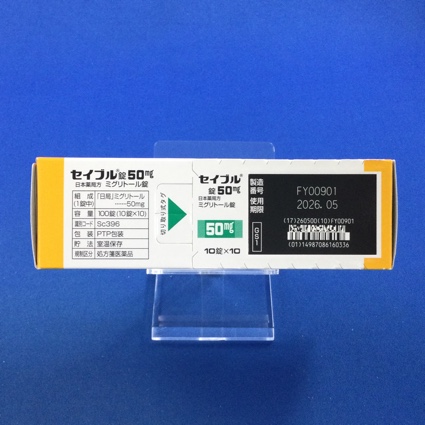 セイブル®錠50mg
日本薬局方 ミグリトール錠
組成(1錠中) 「日局」ミグリトール……50mg
容量 100錠(10錠×10)
識別コード Sc396
包装 PTP包装
貯法 室温保存
規制区分 処方箋医薬品
切り取り式タグ
セイブル®錠50mg
日本薬局方 ミグリトール錠
50mg
10錠×10
製造番号 FY00901
使用期限 2026.05
(17)260500(10)FY00901
GS1
(01)14987086160336